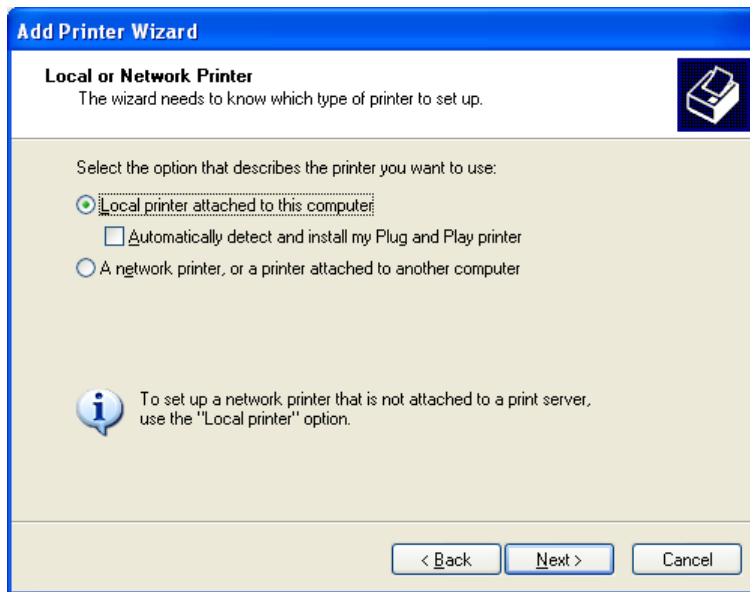 Add Printer Wizard
Local or Network Printer
The wizard needs to know which type of printer to set up.
Select the option that describes the printer you want to use:
Local printer attached to this computer
Automatically detect and install my Plug and Play printer
A network printer, or a printer attached to another computer
To set up a network printer that is not attached to a print server,
use the "Local printer" option.
< Back
Next >
Cancel